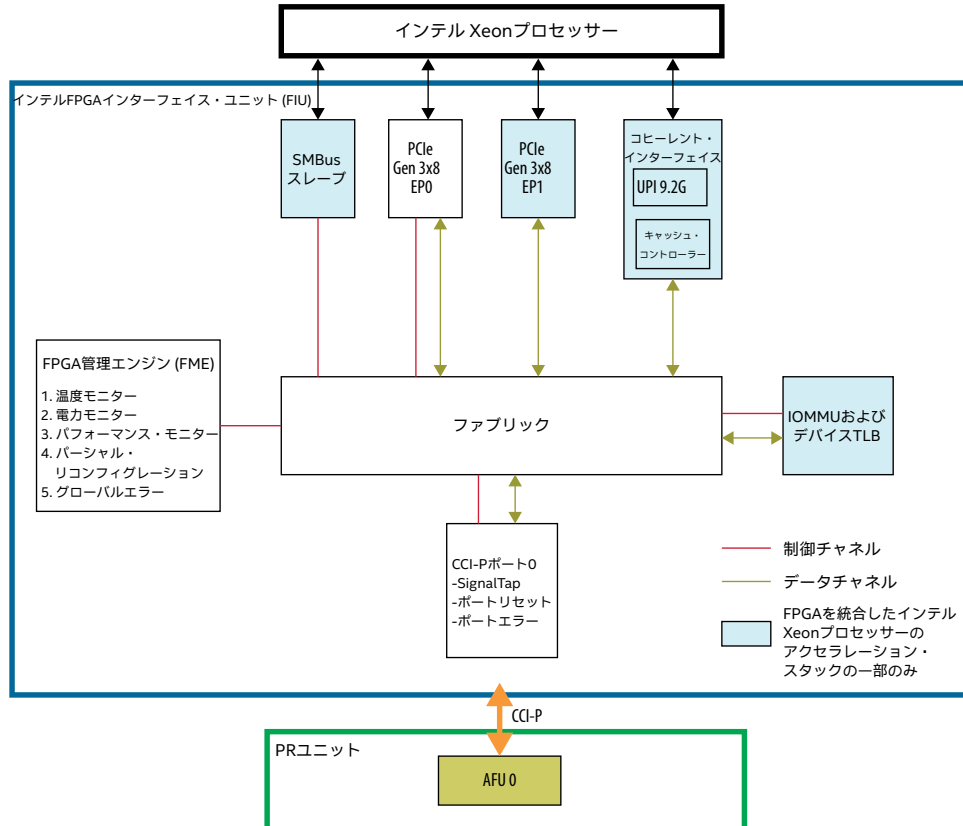 インテル Xeonプロセッサー
インテルFPGAインターフェイス・ユニット (FIU)
SMBus
スレーブ
PCIe
Gen 3x8
EP0
PCIe
Gen 3x8
EP1
コヒーレント・
インターフェイス
UPI 9.2G
キャッシュ・
コントローラー
FPGA管理エンジン (FME)
1. 温度モニター
2. 電力モニター
3. パフォーマンス・モニター
4. パーシャル・
リコンフィグレーション
5. グローバルエラー
ファブリック
IOMMUおよび
デバイスTLB
CCI-Pポート0
-SignalTap
-ポートリセット
-ポートエラー
制御チャネル
データチャネル
FPGAを統合したインテル
Xeonプロセッサーの
アクセラレーション・
スタックの一部のみ
CCI-P
PRユニット
AFU 0